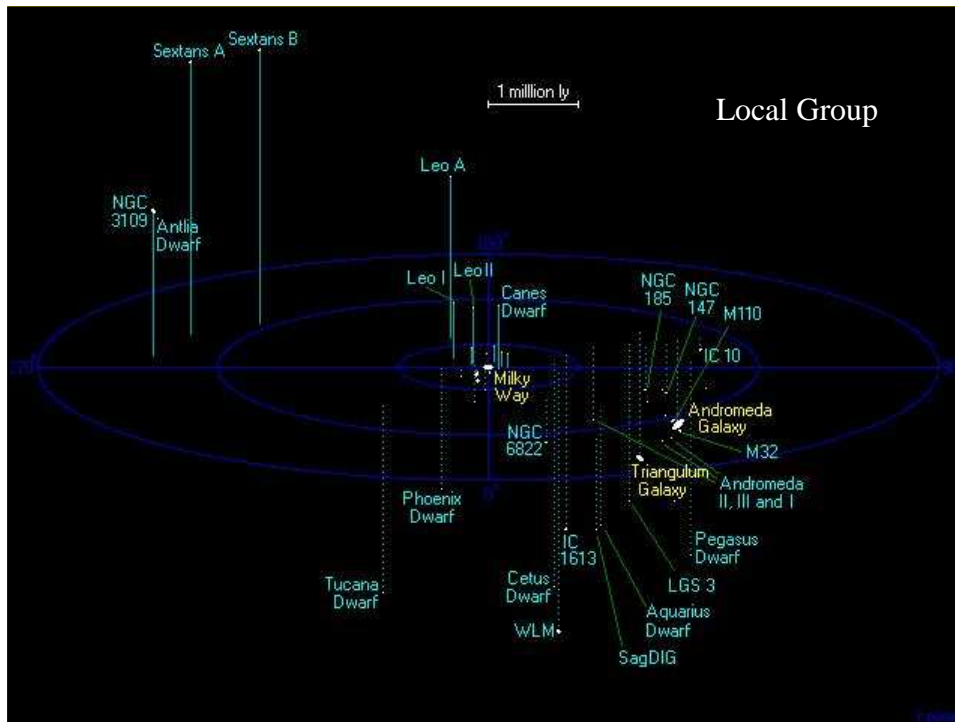 Sextans A
Sextans B
1 milllion ly
Local Group
Leo A
NGC
3109
Antlia
Dwarf
180°
Leo I
Leo II
Canes
Dwarf
NGC
185
NGC
147
M110
IC 10
Milky
Way
Andromeda
Galaxy
NGC
6822
M32
Triangulum
Galaxy
Andromeda
II, III and I
0°
Phoenix
Dwarf
IC
1613
Pegasus
Dwarf
Tucana
Dwarf
Cetus
Dwarf
LGS 3
Aquarius
Dwarf
WLM
SagDIG